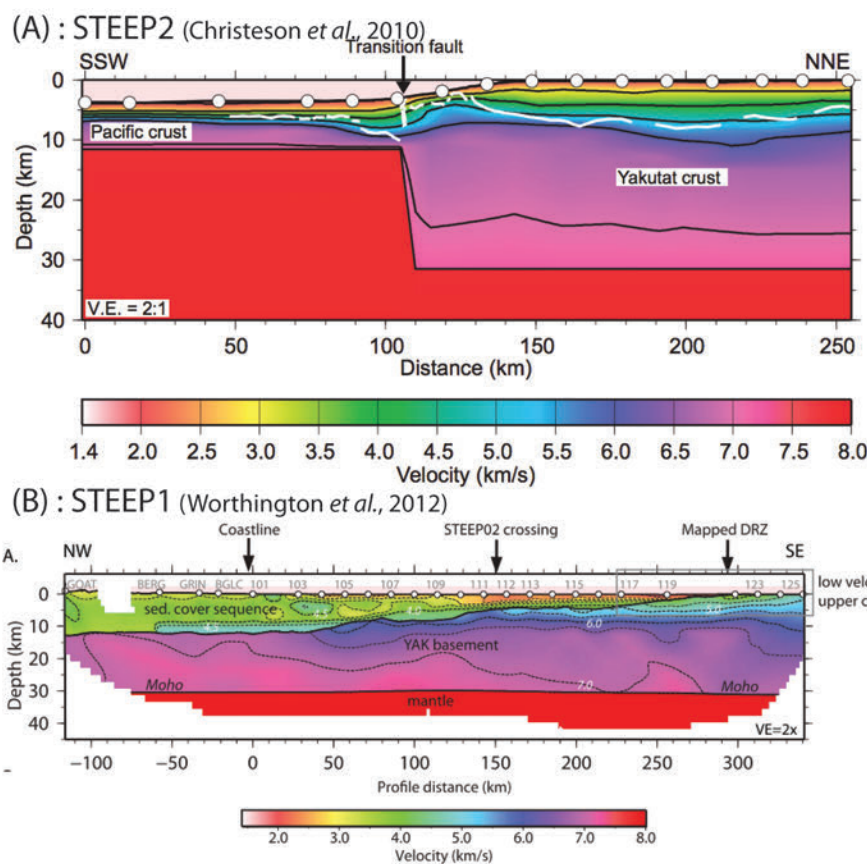 (A) : STEEP2 (Christeson et al., 2010)
Transition fault
SSW
NNE
0
10
20
30
40
Depth (km)
Pacific crust
Yakutat crust
V.E. = 2:1
0 50 100 150 200 250
Distance (km)
1.4 2.0 2.5 3.0 3.5 4.0 4.5 5.0 5.5 6.0 6.5 7.0 7.5 8.0
Velocity (km/s)
(B) : STEEP1 (Worthington et al., 2012)
Coastline STEEP02 crossing Mapped DRZ
A.
NW
SE
GOAT BERG GRIN BGLC 101 103 105 107 109 111 112 113 115 117 119 123 125
low velo
upper c
0
10
20
30
40
Depth (km)
sed. cover sequence
6.0
YAK basement
Moho
7.0
Moho
mantle
VE=2x
−100 −50 0 50 100 150 200 250 300
Profile distance (km)
2.0 3.0 4.0 5.0 6.0 7.0 8.0
Velocity (km/s)